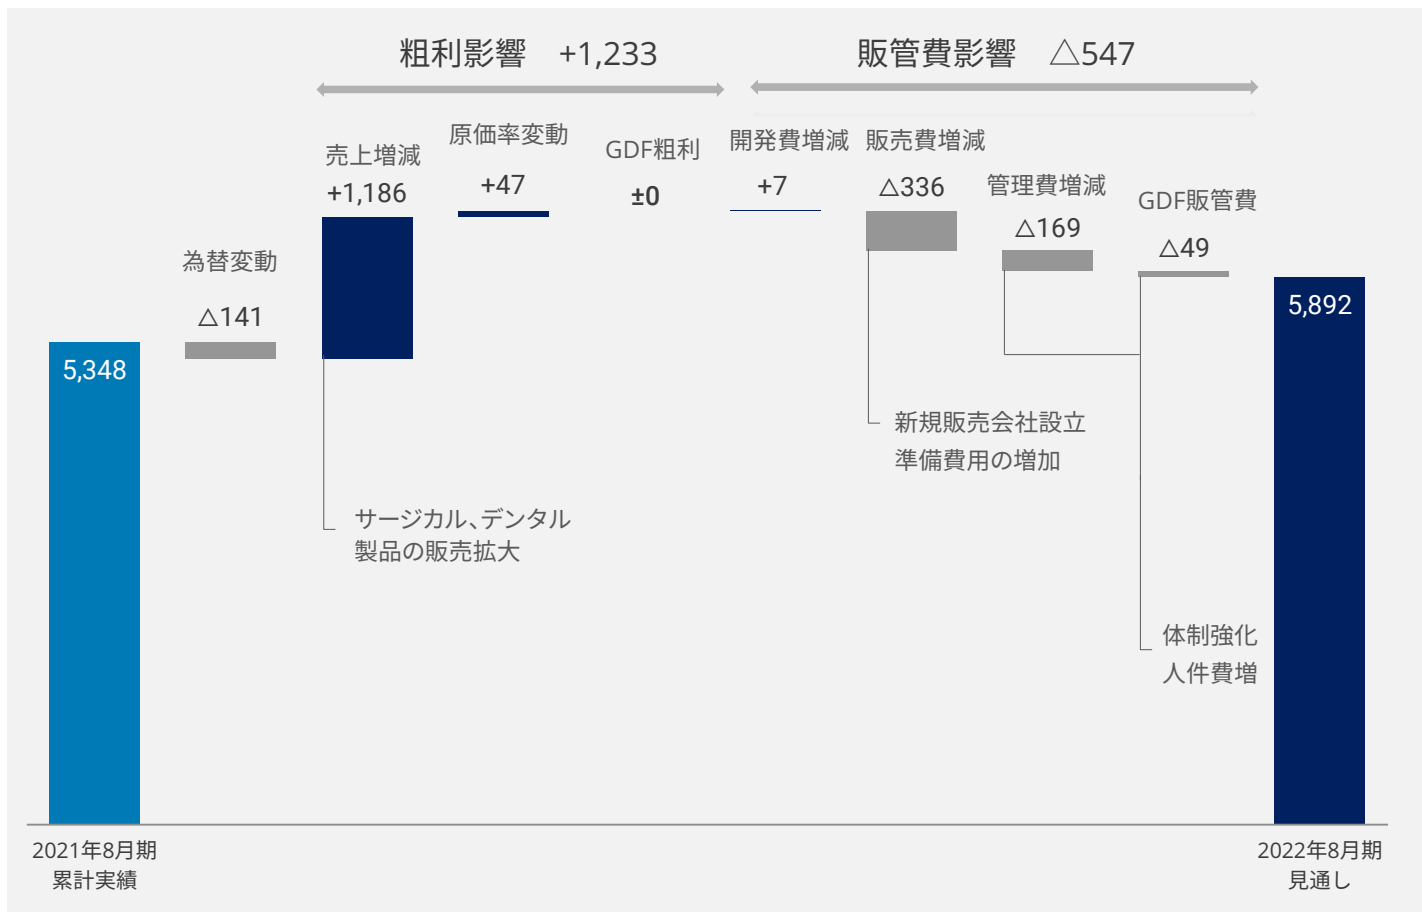 粗利影響　+1,233
販管費影響　△547
為替変動
△141
売上増減
+1,186
原価率変動
+47
GDF粗利
±0
開発費増減
+7
販売費増減
△336
管理費増減
△169
GDF販管費
△49
5,348
5,892
新規販売会社設立
準備費用の増加
サージカル、デンタル
製品の販売拡大
体制強化
人件費増
2021年8月期
累計実績
2022年8月期
見通し